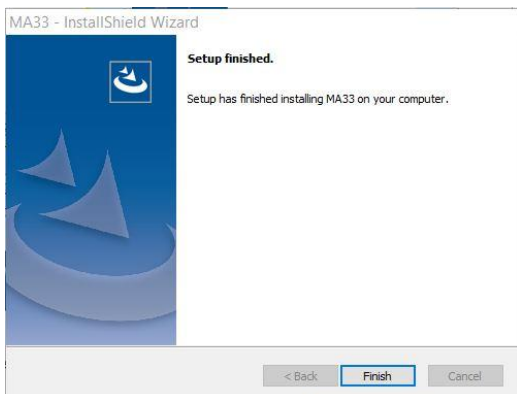 MA33 - InstallShield Wizard
Setup finished.
Setup has finished installing MA33 on your computer.
< Back Finish Cancel